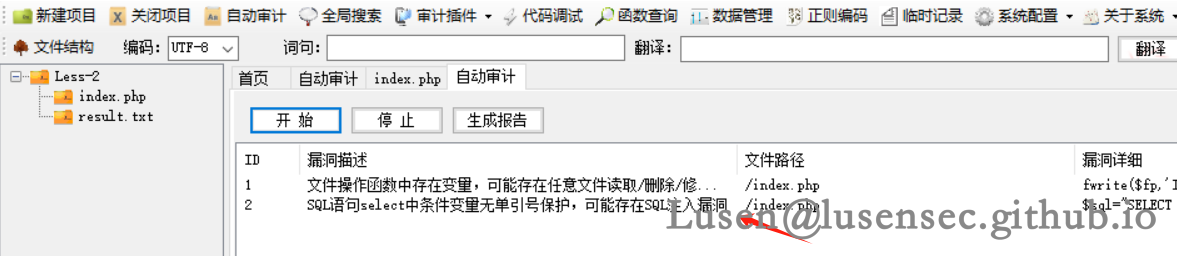 新建项目 关闭项目 自动审计 全局搜索 审计插件 代码调试 函数查询 数据管理 正则编码 临时记录 系统配置 关于系统
文件结构 编码: UTF-8 词句: 翻译: 翻译
Less-2
index.php
result.txt
首页 自动审计 index.php 自动审计
开 始 停 止 生成报告
ID 漏洞描述 文件路径 漏洞详细
1 文件操作函数中存在变量，可能存在任意文件读取/删除/修... /index.php fwrite($fp,'I
2 SQL语句select中条件变量无单引号保护，可能存在SQL注入漏洞 /index.php $sql="SELECT
Lusen@lusensec.github.io